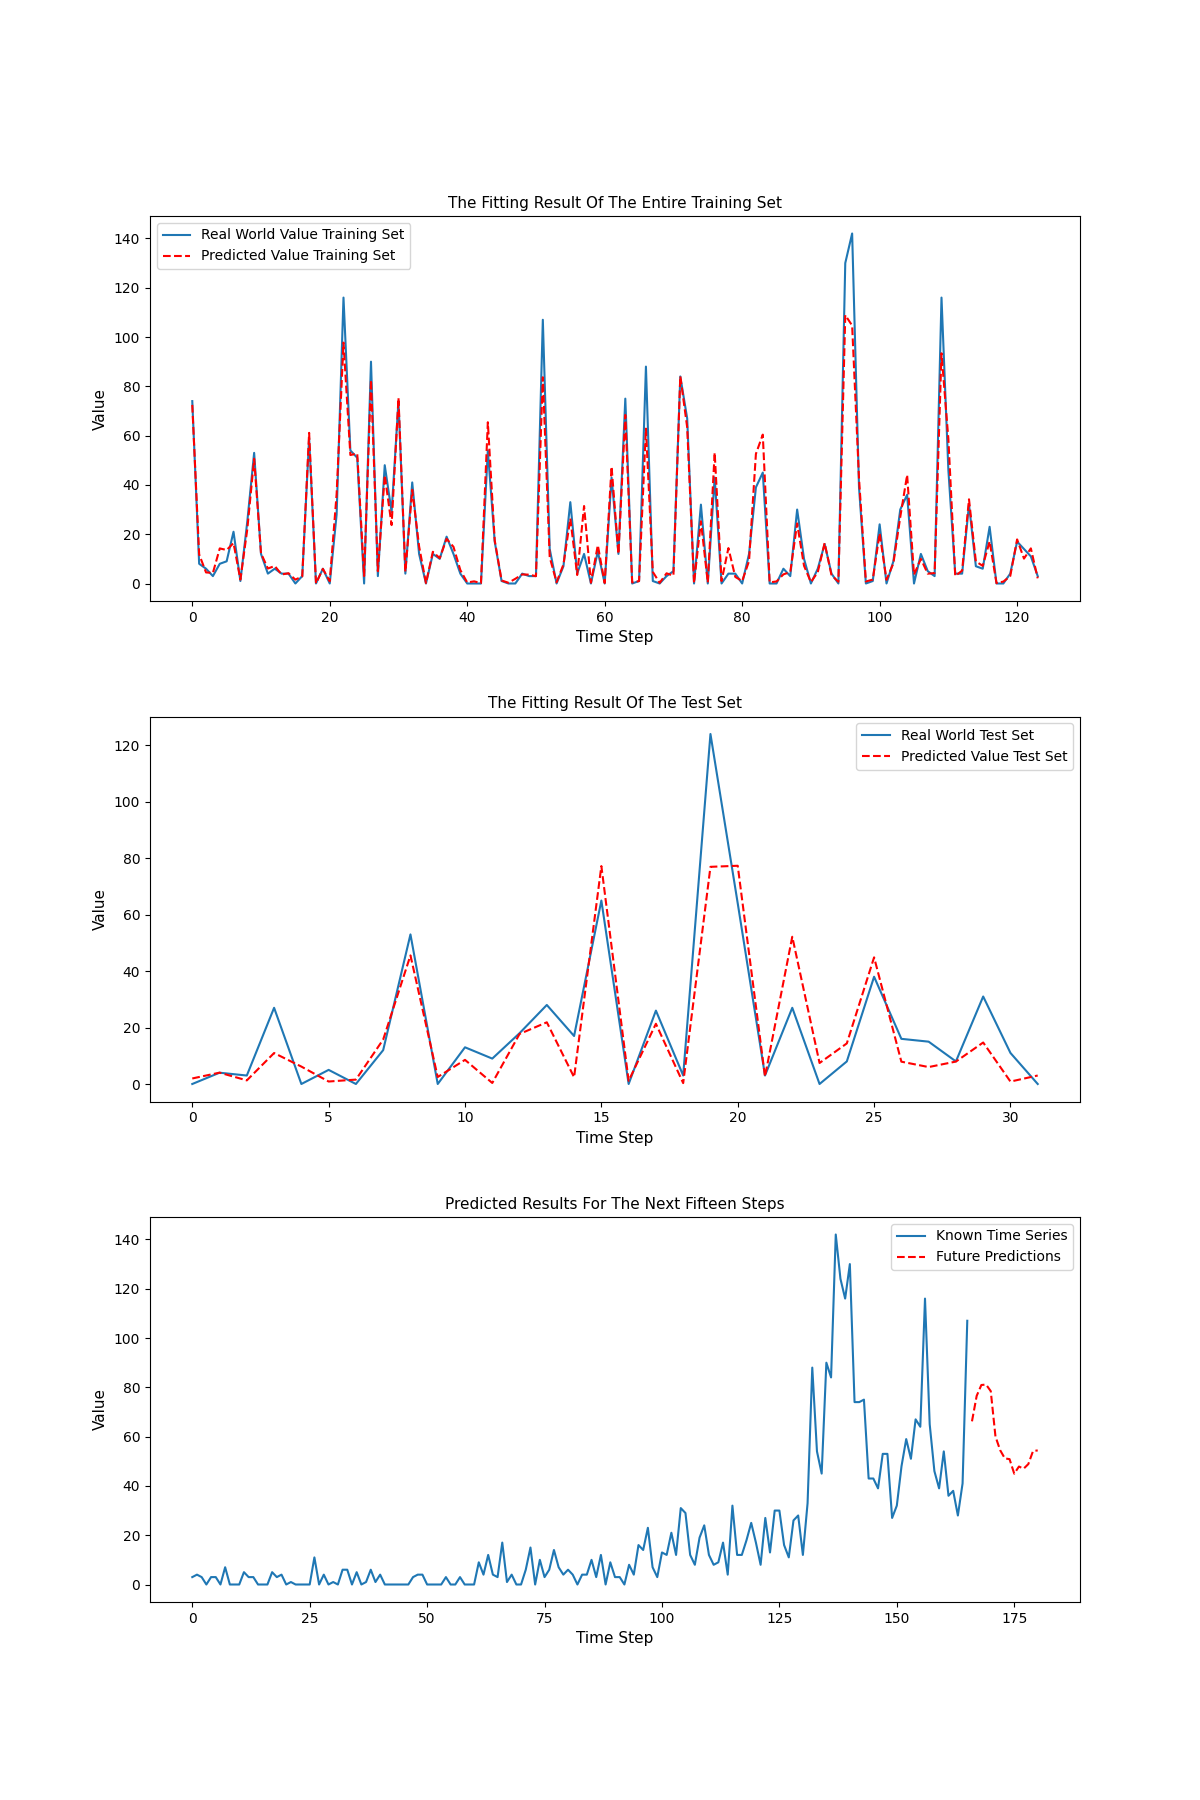 The Fitting Result Of The Entire Training Set
Real World Value Training Set
Predicted Value Training Set
Value
140
120
100
80
60
40
20
0
0 20 40 60 80 100 120
Time Step
The Fitting Result Of The Test Set
Real World Test Set
Predicted Value Test Set
Value
120
100
80
60
40
20
0
0 5 10 15 20 25 30
Time Step
Predicted Results For The Next Fifteen Steps
Known Time Series
Future Predictions
Value
140
120
100
80
60
40
20
0
0 25 50 75 100 125 150 175
Time Step